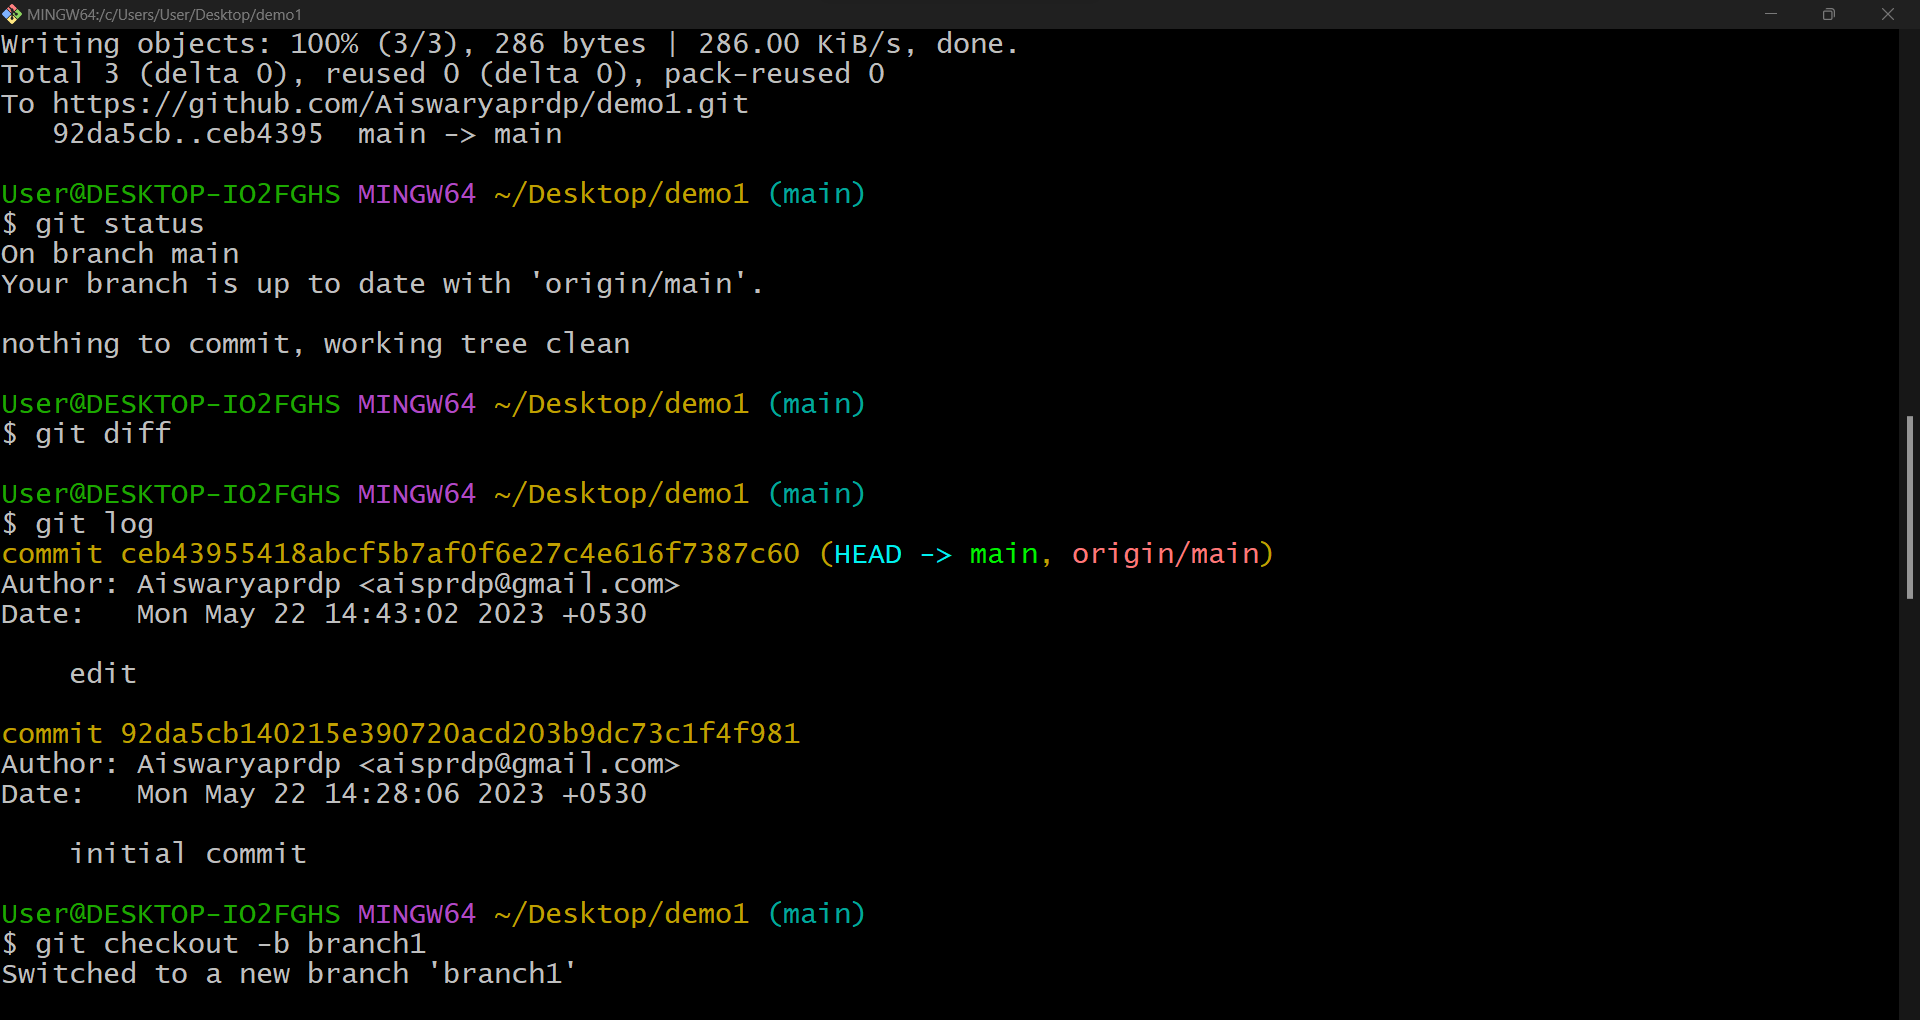 MINGW64:/c/Users/User/Desktop/demo1
Writing objects: 100% (3/3), 286 bytes | 286.00 KiB/s, done.
Total 3 (delta 0), reused 0 (delta 0), pack-reused 0
To https://github.com/Aiswaryaprdp/demo1.git
   92da5cb..ceb4395  main -> main
User@DESKTOP-IO2FGHS MINGW64 ~/Desktop/demo1 (main)
$ git status
On branch main
Your branch is up to date with 'origin/main'.
nothing to commit, working tree clean
User@DESKTOP-IO2FGHS MINGW64 ~/Desktop/demo1 (main)
$ git diff
User@DESKTOP-IO2FGHS MINGW64 ~/Desktop/demo1 (main)
$ git log
commit ceb43955418abcf5b7af0f6e27c4e616f7387c60 (HEAD -> main, origin/main)
Author: Aiswaryaprdp <aisprdp@gmail.com>
Date:   Mon May 22 14:43:02 2023 +0530
    edit
commit 92da5cb140215e390720acd203b9dc73c1f4f981
Author: Aiswaryaprdp <aisprdp@gmail.com>
Date:   Mon May 22 14:28:06 2023 +0530
    initial commit
User@DESKTOP-IO2FGHS MINGW64 ~/Desktop/demo1 (main)
$ git checkout -b branch1
Switched to a new branch 'branch1'